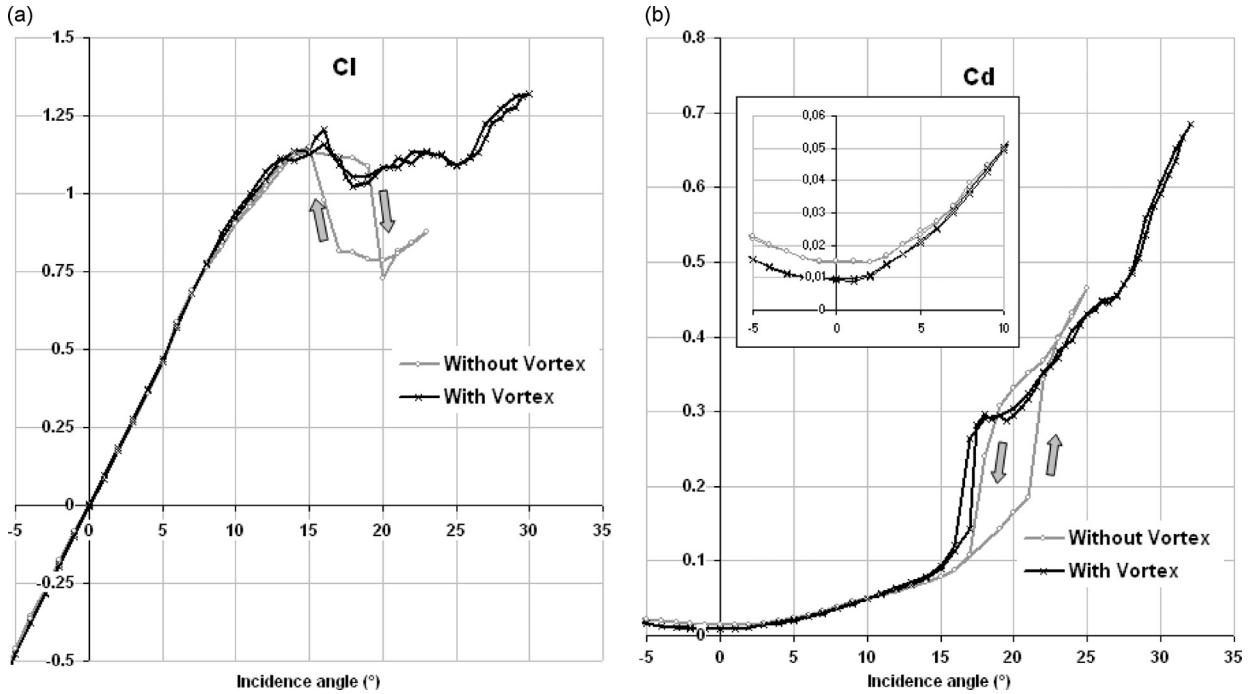 (a)
Cl
1.5
1.25
1
0.75
0.5
0.25
0
-0.25
-0.5
-5 0 5 10 15 20 25 30 35
Without Vortex
With Vortex
Incidence angle (°)
(b)
Cd
0.8
0.7
0.6
0.5
0.4
0.3
0.2
0.1
0
-5 0 5 10 15 20 25 30 35
0,06
0,05
0,04
0,03
0,02
0,01
0
-5 0 5 10
Without Vortex
With Vortex
Incidence angle (°)